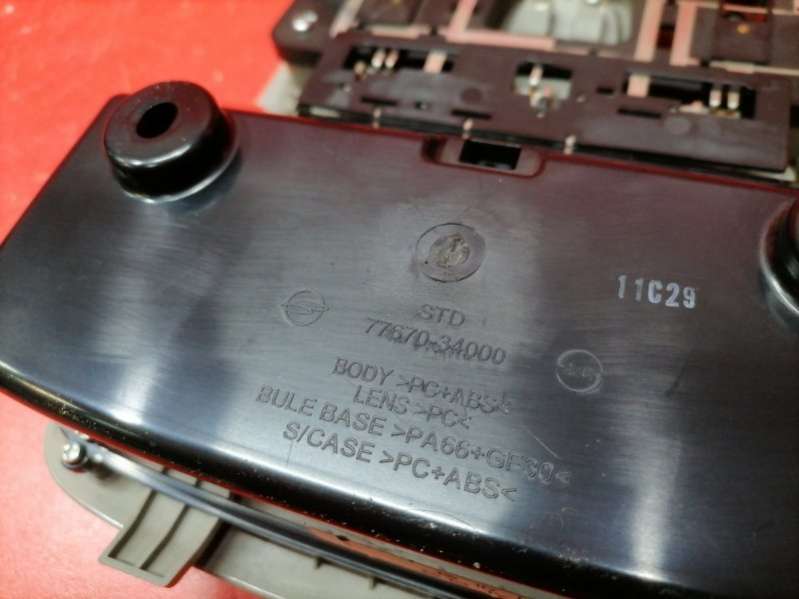 11C29
STD
77670-34000
BODY >PC+ABS<
LENS >PC<
BULE BASE >PA66+GF30<
S/CASE >PC+ABS<